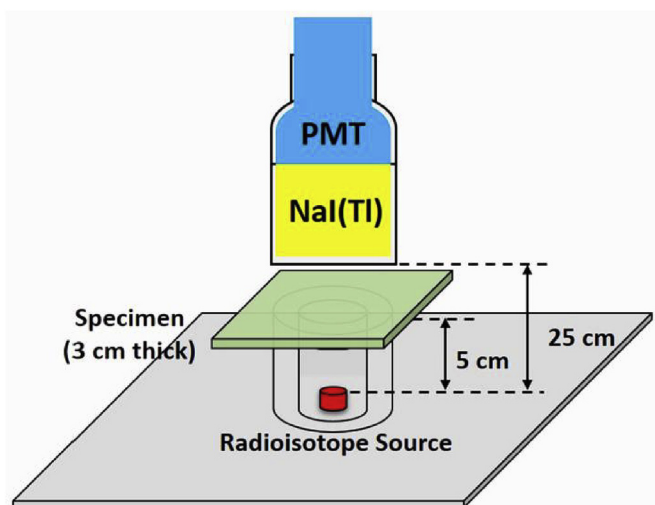 PMT
NaI(Tl)
Specimen
(3 cm thick)
5 cm
25 cm
Radioisotope Source